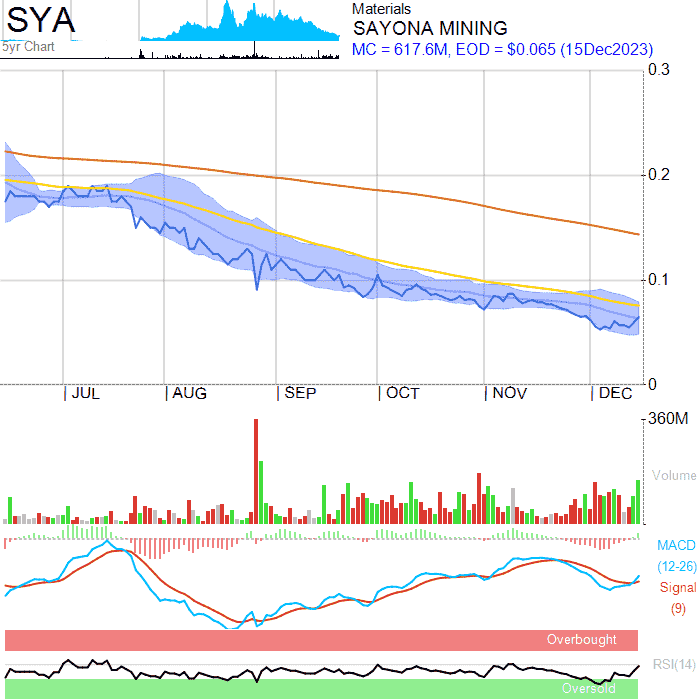 SYA
5yr Chart
Materials
SAYONA MINING
MC = 617.6M, EOD = $0.065 (15Dec2023)
0.3
0.2
0.1
0
JUL AUG SEP OCT NOV DEC
360M
Volume
MACD
(12-26)
Signal
(9)
Overbought
RSI(14)
Oversold